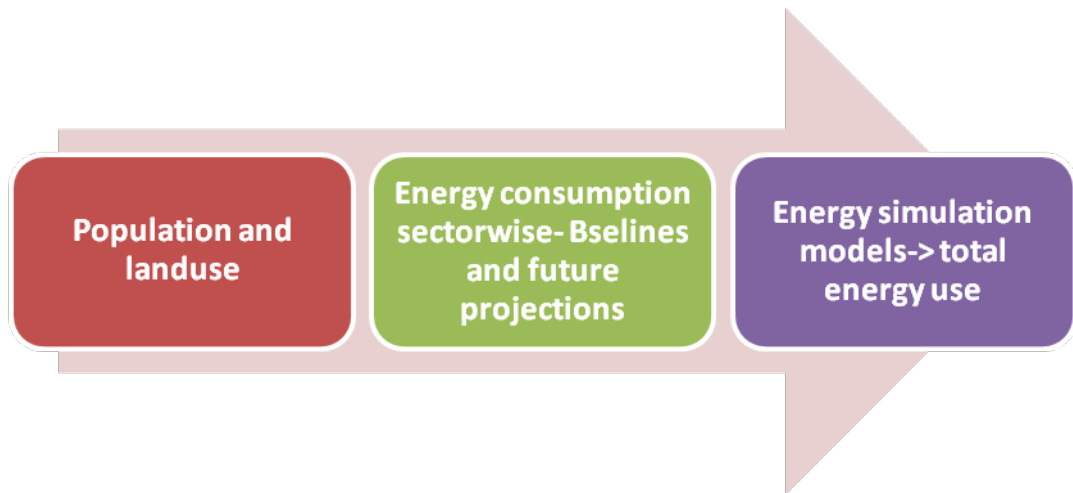 Population and
landuse
Energy consumption
sectorwise- Bselines
and future
projections
Energy simulation
models-> total
energy use